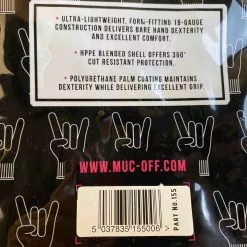 • ULTRA-LIGHTWEIGHT, FORM-FITTING 18-GAUGE
CONSTRUCTION DELIVERS BARE HAND DEXTERITY
AND EXCELLENT COMFORT.
• HPPE BLENDED SHELL OFFERS 360°
CUT RESISTANT PROTECTION.
• POLYURETHANE PALM COATING MAINTAINS
DEXTERITY WHILE DELIVERING EXCELLENT GRIP.
WWW.MUC-OFF.COM
5 037835 155006 >
PART No.155